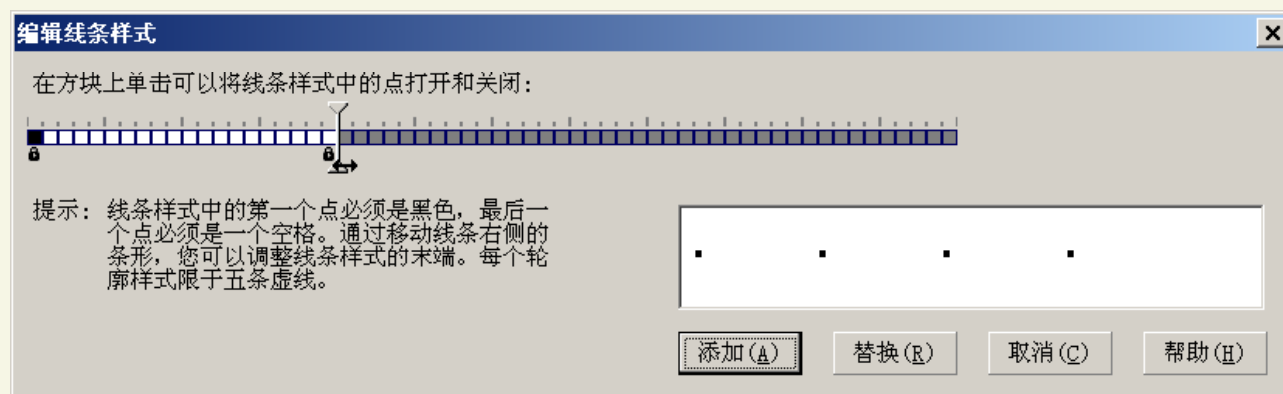 编辑线条样式
在方块上单击可以将线条样式中的点打开和关闭:
提示: 线条样式中的第一个点必须是黑色，最后一
个点必须是一个空格。通过移动线条右侧的
条形，您可以调整线条样式的末端。每个轮
廓样式限于五条虚线。
添加(A) 替换(R) 取消(C) 帮助(H)